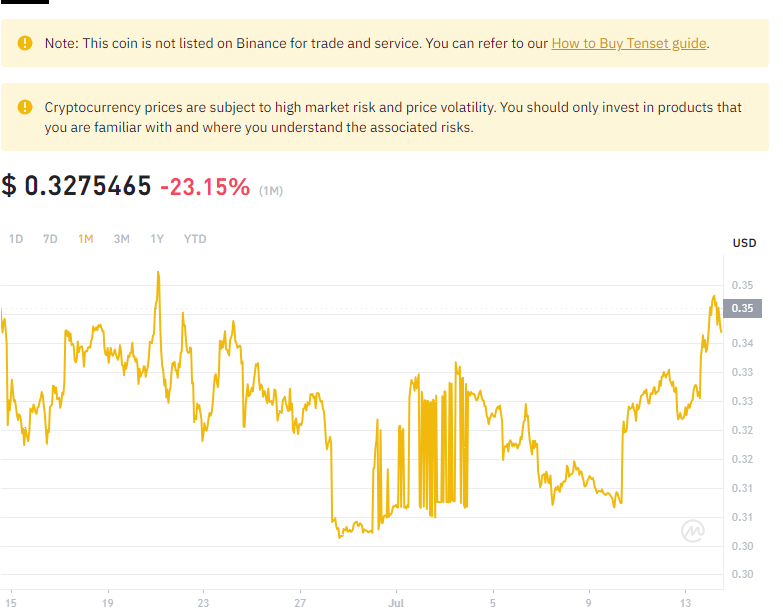 Note: This coin is not listed on Binance for trade and service. You can refer to our How to Buy Tenset guide.
Cryptocurrency prices are subject to high market risk and price volatility. You should only invest in products that
you are familiar with and where you understand the associated risks.
$ 0.3275465 -23.15% (1M)
1D 7D 1M 3M 1Y YTD
USD
0.35
0.35
0.34
0.33
0.33
0.32
0.32
0.31
0.31
0.30
0.30
15 19 23 27 Jul 5 9 13